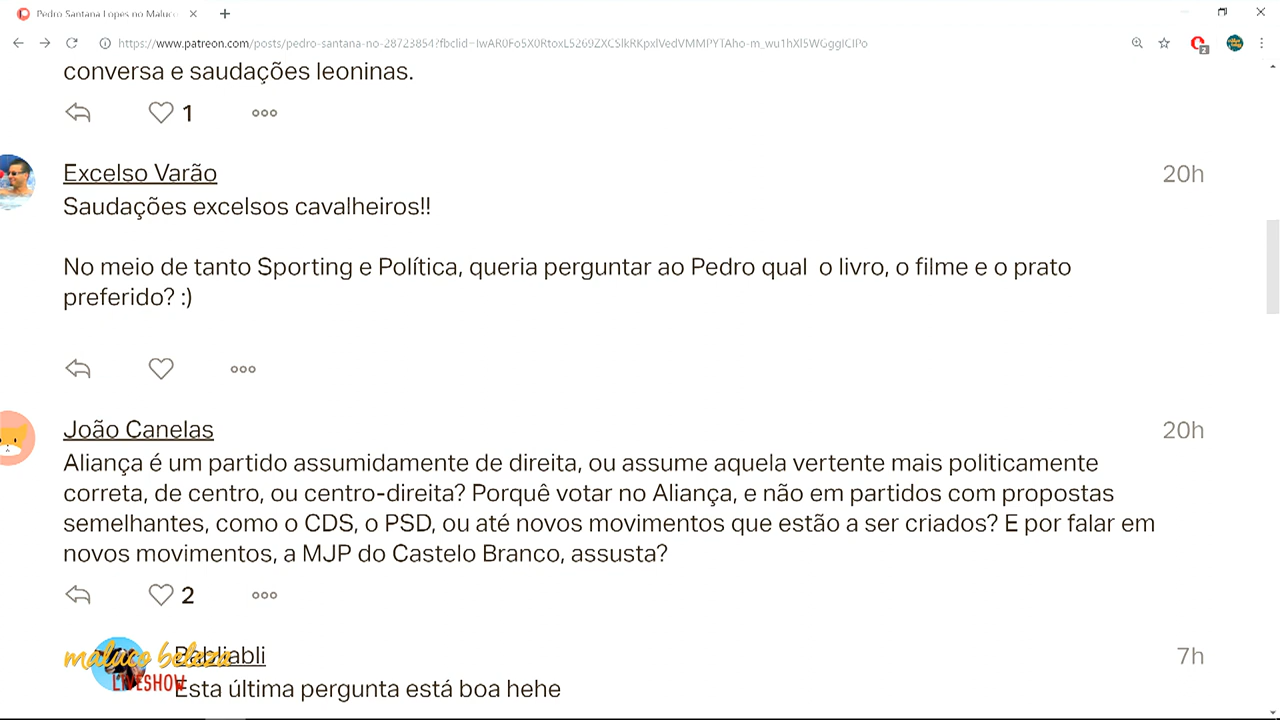 Pedro Santana Lopes no Maluco
https://www.patreon.com/posts/pedro-santana-no-28723854?fbclid=
conversa e saudações leoninas.
1
Excelso Varão
20h
Saudações excelsos cavalheiros!!
No meio de tanto Sporting e Política, queria perguntar ao Pedro qual o livro, o filme e o prato
preferido? :)
João Canelas
20h
Aliança é um partido assumidamente de direita, ou assume aquela vertente mais politicamente
correta, de centro, ou centro-direita? Porquê votar no Aliança, e não em partidos com propostas
semelhantes, como o CDS, o PSD, ou até novos movimentos que estão a ser criados? E por falar em
novos movimentos, a MJP do Castelo Branco, assusta?
2
maluco beleza
LIVESHOW
Babliabli
7h
Esta última pergunta está boa hehe